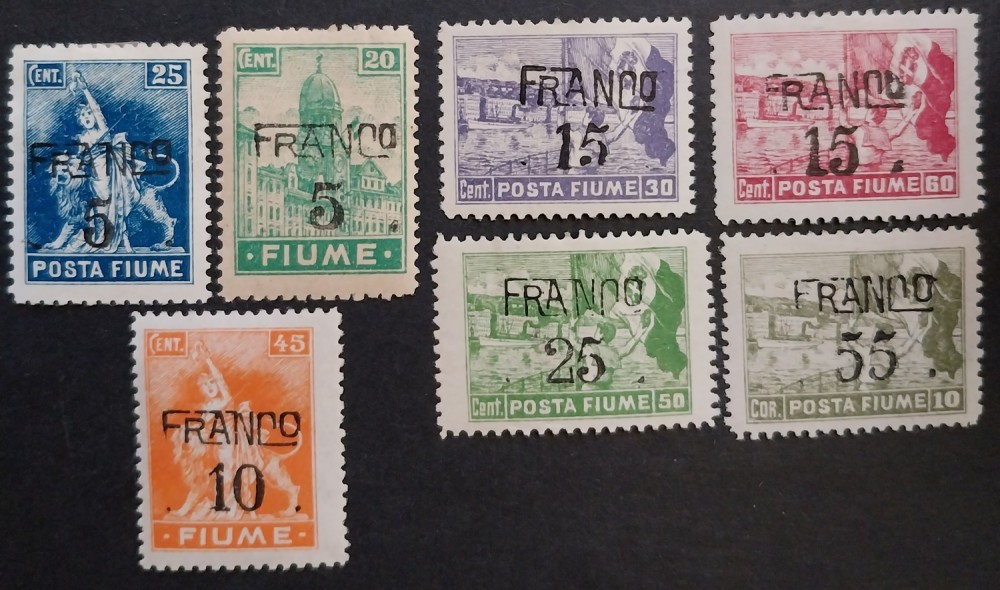 CENT. 25
FRANCO
5
POSTA FIUME
CENT. 20
FRANCO
5
· FIUME ·
FRANCO
15
Cent. POSTA FIUME 30
FRANCO
15
Cent. POSTA FIUME 60
FRANCO
25
Cent. POSTA FIUME 50
FRANCO
55
COR. POSTA FIUME 10
CENT. 45
FRANCO
10
· FIUME ·